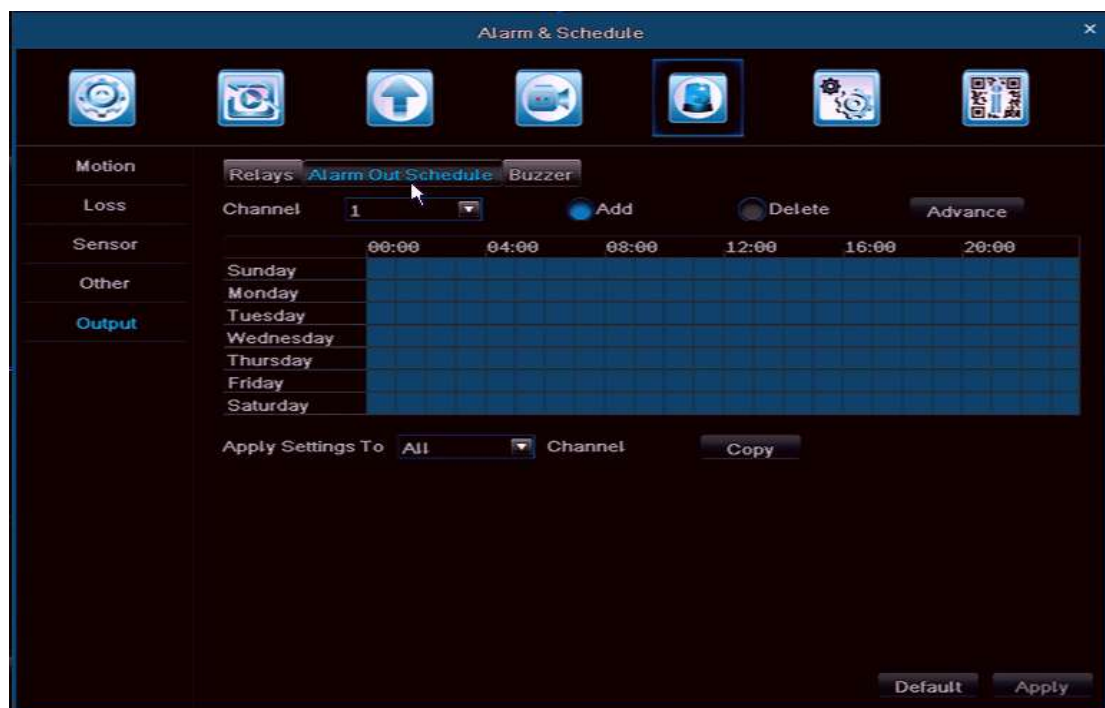 Alarm & Schedule ×
Motion
Loss
Sensor
Other
Output
Relays Alarm Out Schedule Buzzer
Channel 1 Add Delete Advance
00:00 04:00 08:00 12:00 16:00 20:00
Sunday
Monday
Tuesday
Wednesday
Thursday
Friday
Saturday
Apply Settings To All Channel Copy
Default Apply